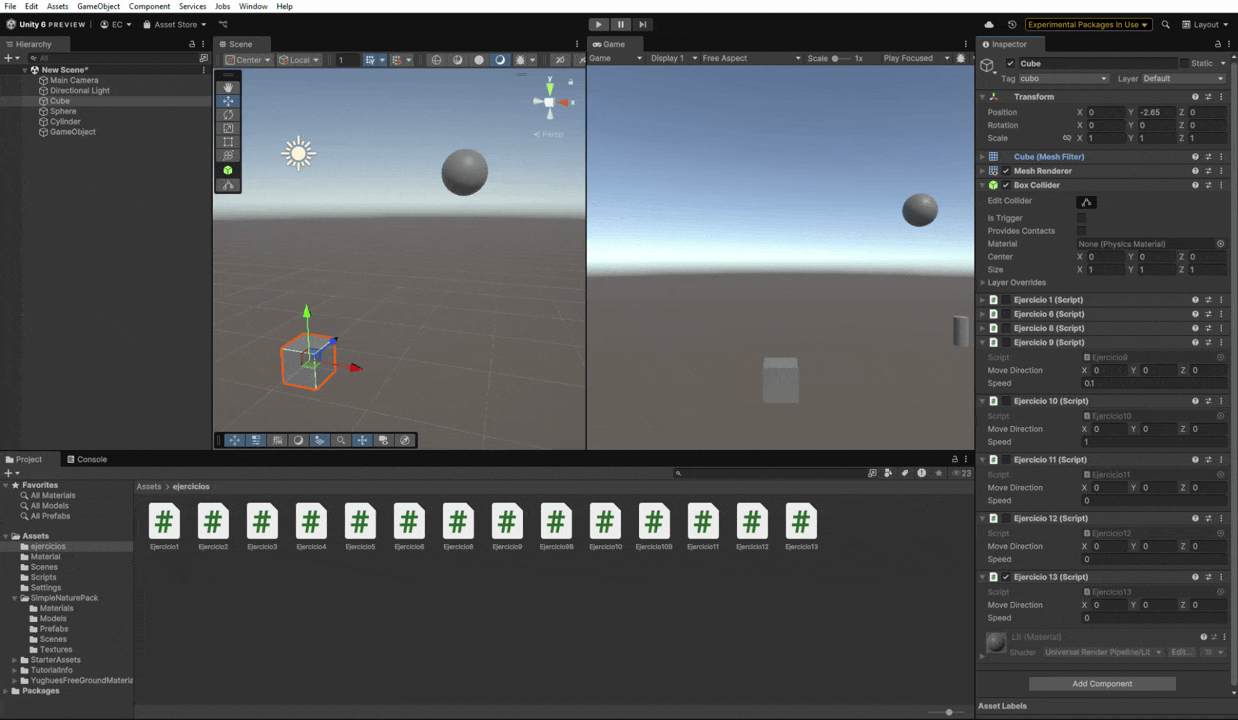 File Edit Assets GameObject Component Services Jobs Window Help
Unity 6 PREVIEW EC Asset Store Experimental Packages In Use Layout
Hierarchy
All
New Scene*
Main Camera
Directional Light
Cube
Sphere
Cylinder
GameObject
Scene
Center Local 1 2D
y
x
Persp
Game
Game Display 1 Free Aspect Scale 1x Play Focused
Inspector
Cube Static
Tag cubo Layer Default
Transform
Position X 0 Y -2.65 Z 0
Rotation X 0 Y 0 Z 0
Scale X 1 Y 1 Z 1
Cube (Mesh Filter)
Mesh Renderer
Box Collider
Edit Collider
Is Trigger
Provides Contacts
Material None (Physics Material)
Center X 0 Y 0 Z 0
Size X 1 Y 1 Z 1
Layer Overrides
Ejercicio 1 (Script)
Ejercicio 6 (Script)
Ejercicio 8 (Script)
Ejercicio 9 (Script)
Script Ejercicio9
Move Direction X 0 Y 0 Z 0
Speed 0.1
Ejercicio 10 (Script)
Script Ejercicio10
Move Direction X 0 Y 0 Z 0
Speed 1
Ejercicio 11 (Script)
Script Ejercicio11
Move Direction X 0 Y 0 Z 0
Speed 0
Ejercicio 12 (Script)
Script Ejercicio12
Move Direction X 0 Y 0 Z 0
Speed 0
Ejercicio 13 (Script)
Script Ejercicio13
Move Direction X 0 Y 0 Z 0
Speed 0
Lit (Material)
Shader Universal Render Pipeline/Lit Edit...
Add Component
Asset Labels
Project Console
23
Favorites
All Materials
All Models
All Prefabs
Assets
ejercicios
Material
Scenes
Scripts
Settings
SimpleNaturePack
Materials
Models
Prefabs
Scenes
Textures
StarterAssets
TutorialInfo
YughuesFreeGroundMateria
Packages
Assets > ejercicios
Ejercicio1 Ejercicio2 Ejercicio3 Ejercicio4 Ejercicio5 Ejercicio6 Ejercicio8 Ejercicio9 Ejercicio9B Ejercicio10 Ejercicio10B Ejercicio11 Ejercicio12 Ejercicio13